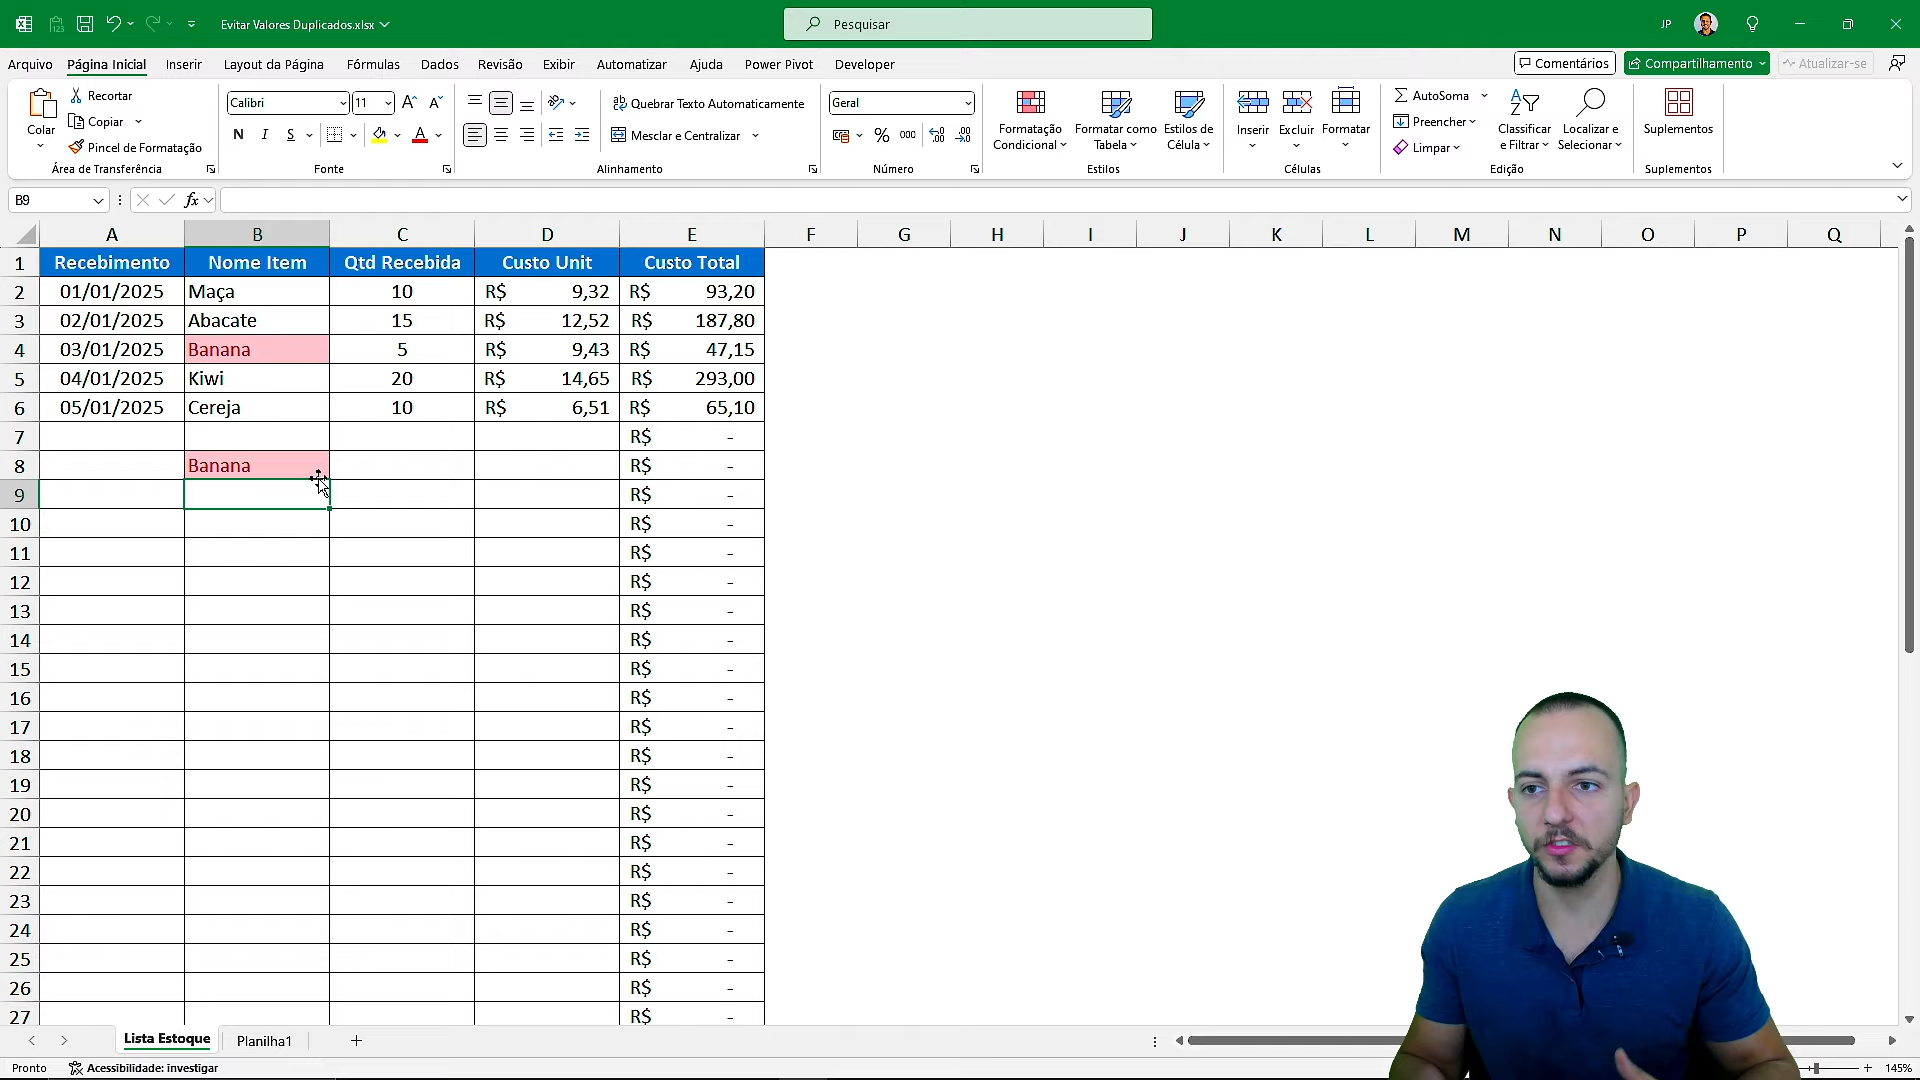 Evitar Valores Duplicados.xlsx
Pesquisar
JP
Arquivo Página Inicial Inserir Layout da Página Fórmulas Dados Revisão Exibir Automatizar Ajuda Power Pivot Developer
Comentários Compartilhamento Atualizar-se
Colar
Recortar
Copiar
Pincel de Formatação
Área de Transferência
Calibri 11
N I S
Fonte
Quebrar Texto Automaticamente
Mesclar e Centralizar
Alinhamento
Geral
% 000
Número
Formatação Condicional
Formatar como Tabela
Estilos de Célula
Estilos
Inserir Excluir Formatar
Células
AutoSoma
Preencher
Limpar
Classificar e Filtrar
Localizar e Selecionar
Edição
Suplementos
Suplementos
B9 fx
A B C D E F G H I J K L M N O P Q
1 Recebimento Nome Item Qtd Recebida Custo Unit Custo Total
2 01/01/2025 Maça 10 R$ 9,32 R$ 93,20
3 02/01/2025 Abacate 15 R$ 12,52 R$ 187,80
4 03/01/2025 Banana 5 R$ 9,43 R$ 47,15
5 04/01/2025 Kiwi 20 R$ 14,65 R$ 293,00
6 05/01/2025 Cereja 10 R$ 6,51 R$ 65,10
7 R$ -
8 Banana R$ -
9 R$ -
10 R$ -
11 R$ -
12 R$ -
13 R$ -
14 R$ -
15 R$ -
16 R$ -
17 R$ -
18 R$ -
19 R$ -
20 R$ -
21 R$ -
22 R$ -
23 R$ -
24 R$ -
25 R$ -
26 R$ -
27 R$ -
Lista Estoque Planilha1 +
Pronto Acessibilidade: investigar + 145%